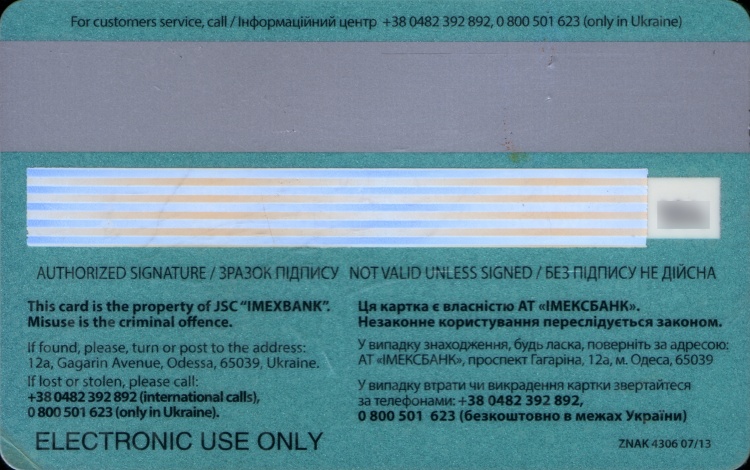 For customers service, call / Інформаційний центр +38 0482 392 892, 0 800 501 623 (only in Ukraine)
AUTHORIZED SIGNATURE / ЗРАЗОК ПІДПИСУ NOT VALID UNLESS SIGNED / БЕЗ ПІДПИСУ НЕ ДІЙСНА
This card is the property of JSC "IMEXBANK".
Misuse is the criminal offence.
If found, please, turn or post to the address:
12a, Gagarin Avenue, Odessa, 65039, Ukraine.
If lost or stolen, please call:
+38 0482 392 892 (international calls),
0 800 501 623 (only in Ukraine).
ELECTRONIC USE ONLY
Ця картка є власністю АТ «ІМЕКСБАНК».
Незаконне користування переслідується законом.
У випадку знаходження, будь ласка, поверніть за адресою:
АТ «ІМЕКСБАНК», проспект Гагаріна, 12а, м. Одеса, 65039
У випадку втрати чи викрадення картки звертайтеся
за телефонами: +38 0482 392 892,
0 800 501 623 (безкоштовно в межах України)
ZNAK 4306 07/13